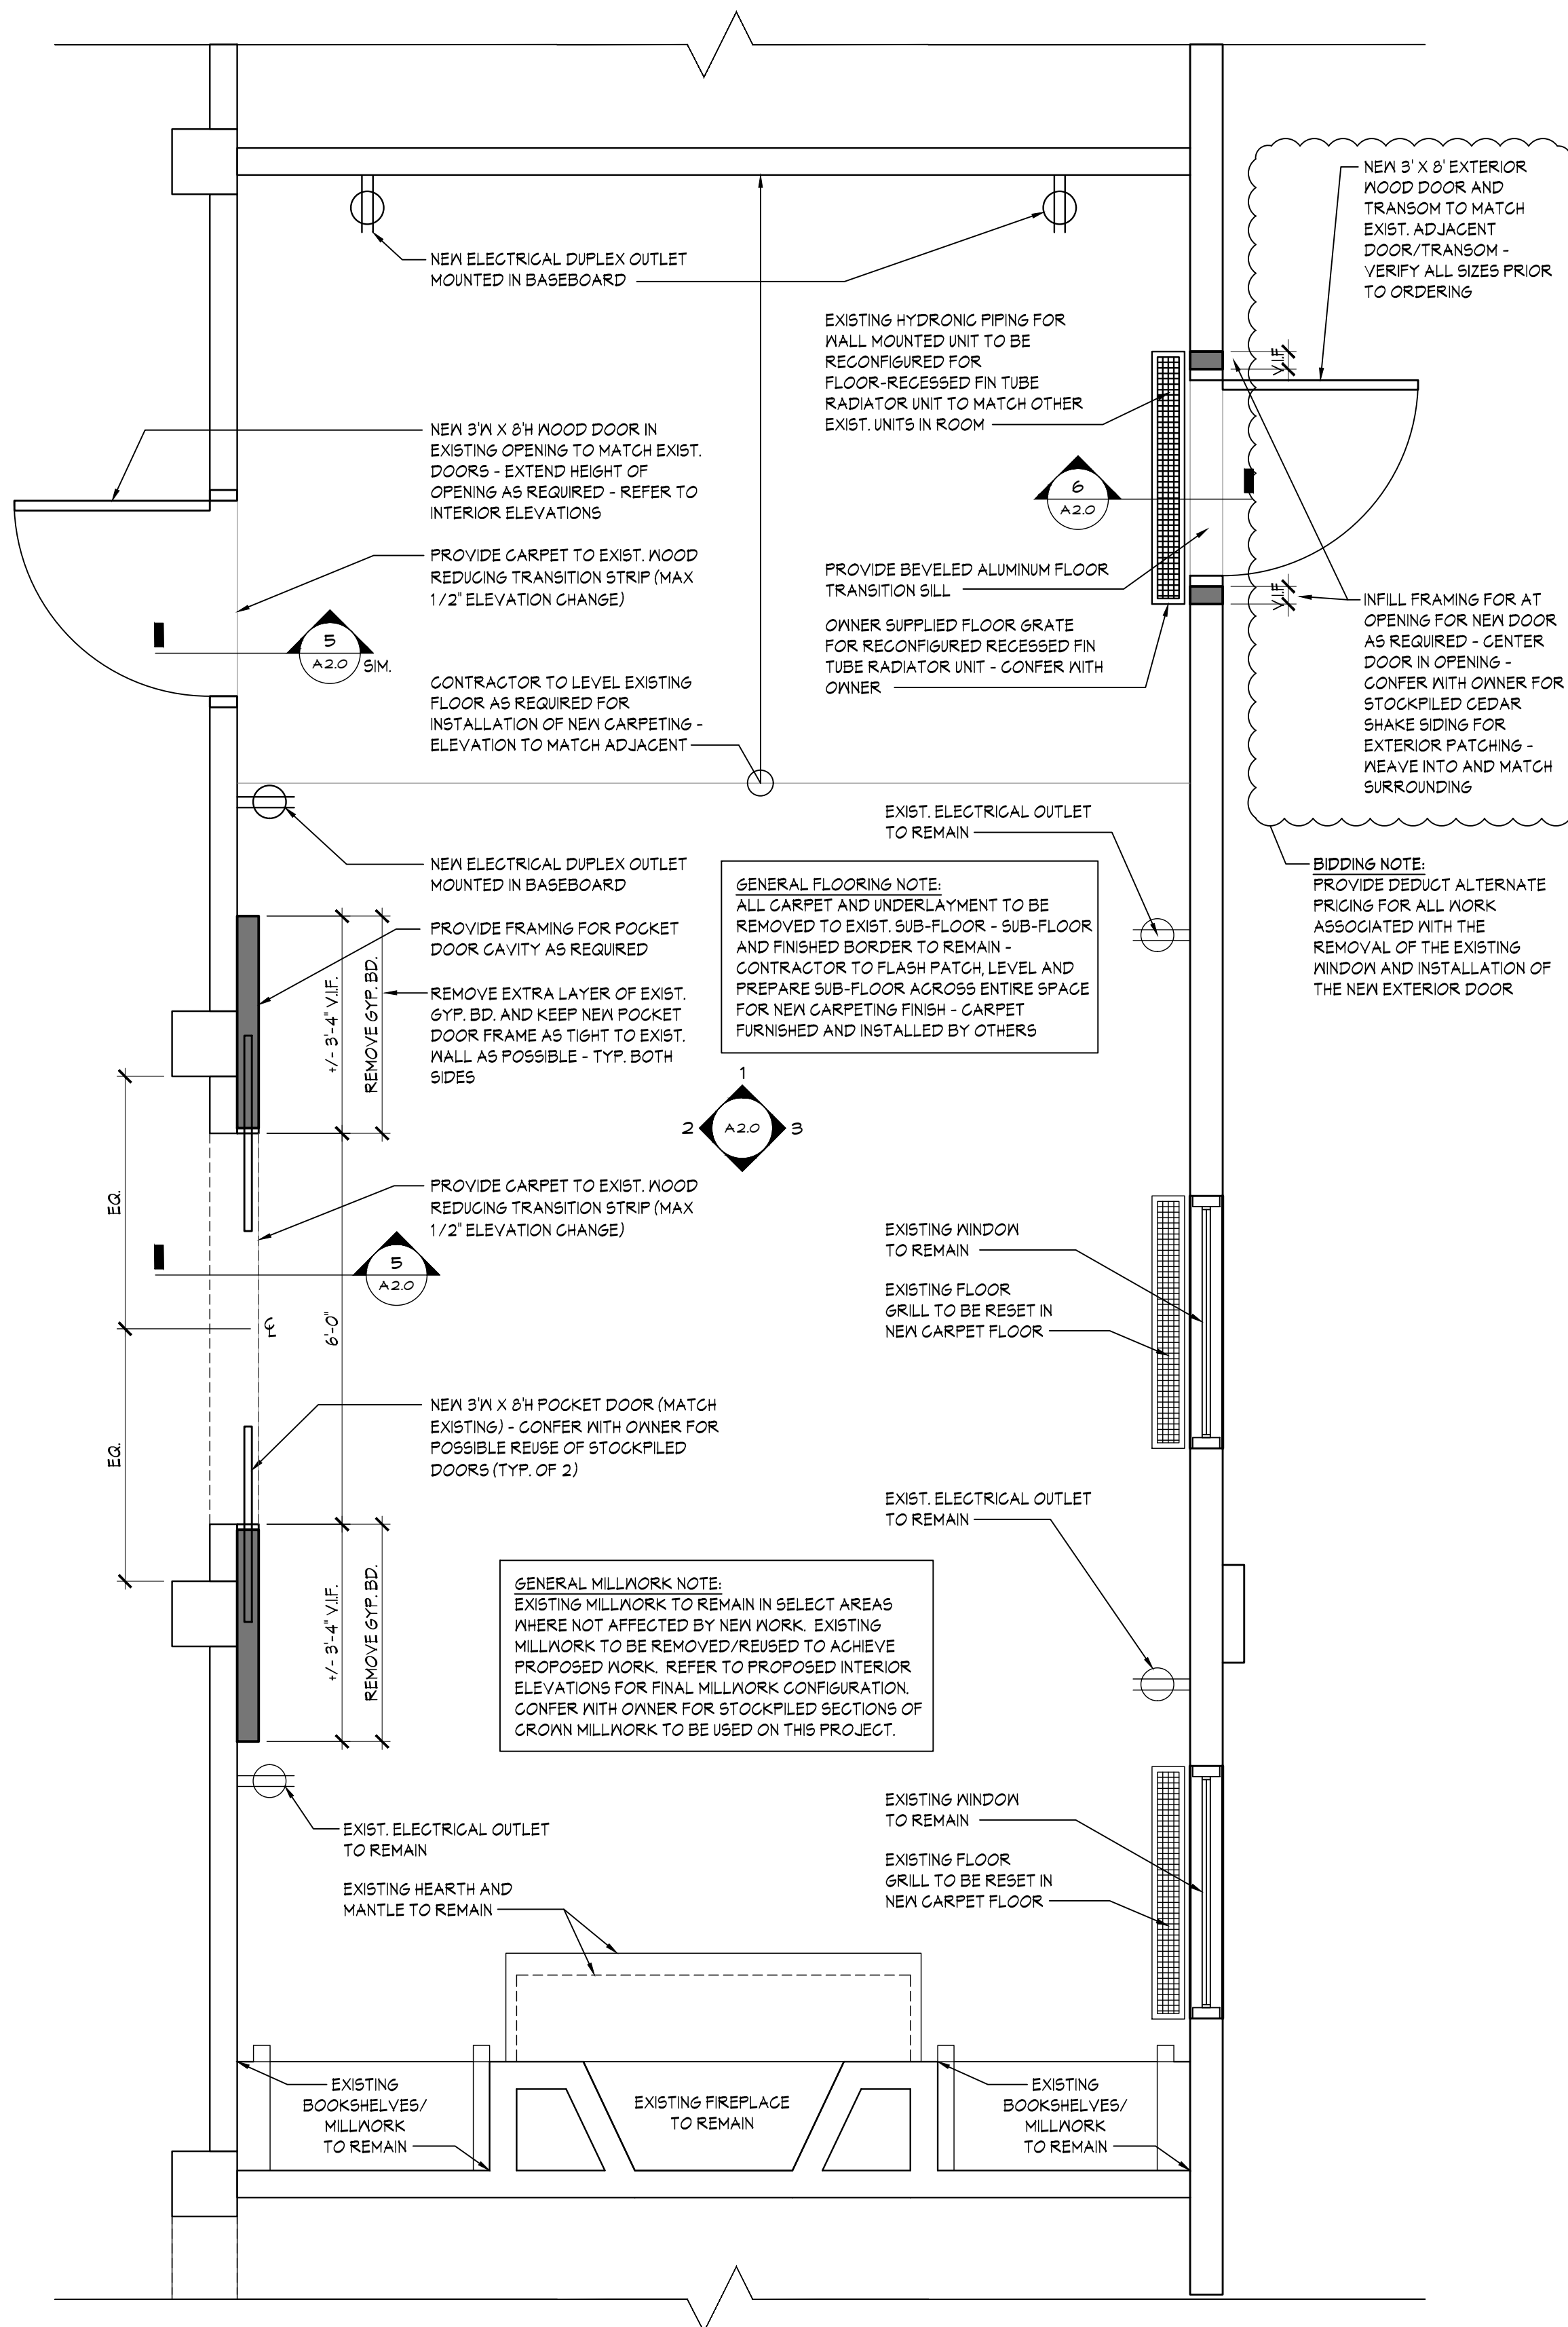 NEW 3' X 8' EXTERIOR
WOOD DOOR AND
TRANSOM TO MATCH
EXIST. ADJACENT
DOOR/TRANSOM -
VERIFY ALL SIZES PRIOR
TO ORDERING
NEW ELECTRICAL DUPLEX OUTLET
MOUNTED IN BASEBOARD
EXISTING HYDRONIC PIPING FOR
WALL MOUNTED UNIT TO BE
RECONFIGURED FOR
FLOOR-RECESSED FIN TUBE
RADIATOR UNIT TO MATCH OTHER
EXIST. UNITS IN ROOM
V.I.F
NEW 3'W X 8'H WOOD DOOR IN
EXISTING OPENING TO MATCH EXIST.
DOORS - EXTEND HEIGHT OF
OPENING AS REQUIRED - REFER TO
INTERIOR ELEVATIONS
6
A2.0
PROVIDE CARPET TO EXIST. WOOD
REDUCING TRANSITION STRIP (MAX
1/2" ELEVATION CHANGE)
PROVIDE BEVELED ALUMINUM FLOOR
TRANSITION SILL
V.I.F
INFILL FRAMING FOR AT
OPENING FOR NEW DOOR
AS REQUIRED - CENTER
DOOR IN OPENING -
CONFER WITH OWNER FOR
STOCKPILED CEDAR
SHAKE SIDING FOR
EXTERIOR PATCHING -
WEAVE INTO AND MATCH
SURROUNDING
OWNER SUPPLIED FLOOR GRATE
FOR RECONFIGURED RECESSED FIN
TUBE RADIATOR UNIT - CONFER WITH
OWNER
5
A2.0
SIM.
CONTRACTOR TO LEVEL EXISTING
FLOOR AS REQUIRED FOR
INSTALLATION OF NEW CARPETING -
ELEVATION TO MATCH ADJACENT
EXIST. ELECTRICAL OUTLET
TO REMAIN
NEW ELECTRICAL DUPLEX OUTLET
MOUNTED IN BASEBOARD
BIDDING NOTE:
PROVIDE DEDUCT ALTERNATE
PRICING FOR ALL WORK
ASSOCIATED WITH THE
REMOVAL OF THE EXISTING
WINDOW AND INSTALLATION OF
THE NEW EXTERIOR DOOR
GENERAL FLOORING NOTE:
ALL CARPET AND UNDERLAYMENT TO BE
REMOVED TO EXIST. SUB-FLOOR - SUB-FLOOR
AND FINISHED BORDER TO REMAIN -
CONTRACTOR TO FLASH PATCH, LEVEL AND
PREPARE SUB-FLOOR ACROSS ENTIRE SPACE
FOR NEW CARPETING FINISH - CARPET
FURNISHED AND INSTALLED BY OTHERS
PROVIDE FRAMING FOR POCKET
DOOR CAVITY AS REQUIRED
+/- 3'-4" V.I.F.
REMOVE GYP. BD.
REMOVE EXTRA LAYER OF EXIST.
GYP. BD. AND KEEP NEW POCKET
DOOR FRAME AS TIGHT TO EXIST.
WALL AS POSSIBLE - TYP. BOTH
SIDES
1
2
A2.0
3
EQ.
PROVIDE CARPET TO EXIST. WOOD
REDUCING TRANSITION STRIP (MAX
1/2" ELEVATION CHANGE)
5
A2.0
EXISTING WINDOW
TO REMAIN
EXISTING FLOOR
GRILL TO BE RESET IN
NEW CARPET FLOOR
CL
6'-0"
EQ.
NEW 3'W X 8'H POCKET DOOR (MATCH
EXISTING) - CONFER WITH OWNER FOR
POSSIBLE REUSE OF STOCKPILED
DOORS (TYP. OF 2)
EXIST. ELECTRICAL OUTLET
TO REMAIN
+/- 3'-4" V.I.F.
REMOVE GYP. BD.
GENERAL MILLWORK NOTE:
EXISTING MILLWORK TO REMAIN IN SELECT AREAS
WHERE NOT AFFECTED BY NEW WORK. EXISTING
MILLWORK TO BE REMOVED/REUSED TO ACHIEVE
PROPOSED WORK. REFER TO PROPOSED INTERIOR
ELEVATIONS FOR FINAL MILLWORK CONFIGURATION.
CONFER WITH OWNER FOR STOCKPILED SECTIONS OF
CROWN MILLWORK TO BE USED ON THIS PROJECT.
EXIST. ELECTRICAL OUTLET
TO REMAIN
EXISTING WINDOW
TO REMAIN
EXISTING FLOOR
GRILL TO BE RESET IN
NEW CARPET FLOOR
EXISTING HEARTH AND
MANTLE TO REMAIN
EXISTING
BOOKSHELVES/
MILLWORK
TO REMAIN
EXISTING FIREPLACE
TO REMAIN
EXISTING
BOOKSHELVES/
MILLWORK
TO REMAIN